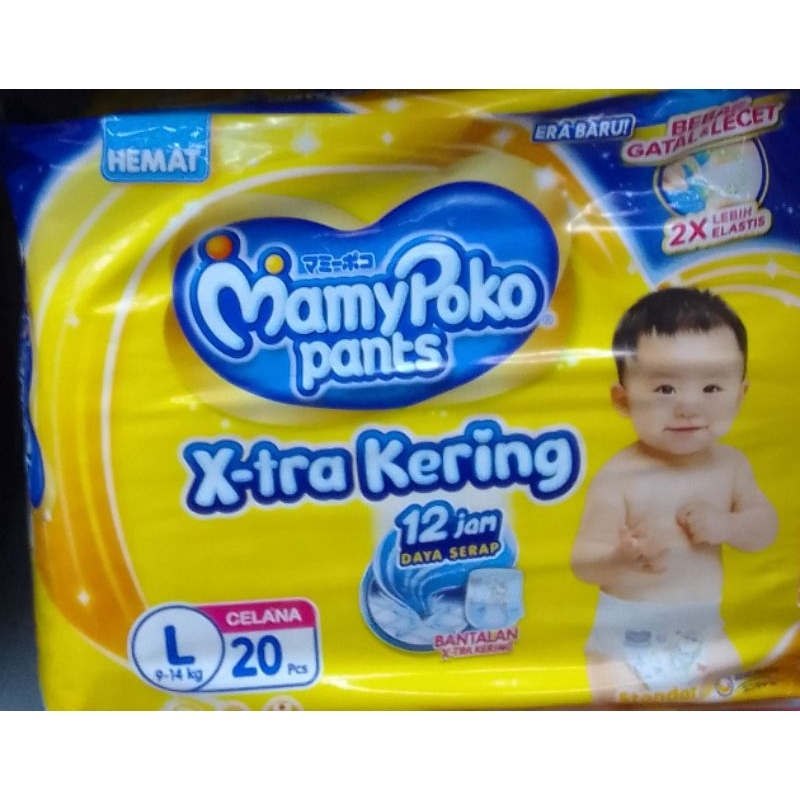 HEMAT
ERA BARU!
BEBAS
GATAL & LECET
2X LEBIH
ELASTIS
マミーポコ
MamyPoko
pants
X-tra Kering
12 jam
DAYA SERAP
BANTALAN
X-TRA KERING
L
9-14 kg
CELANA
20 Pcs
Standar